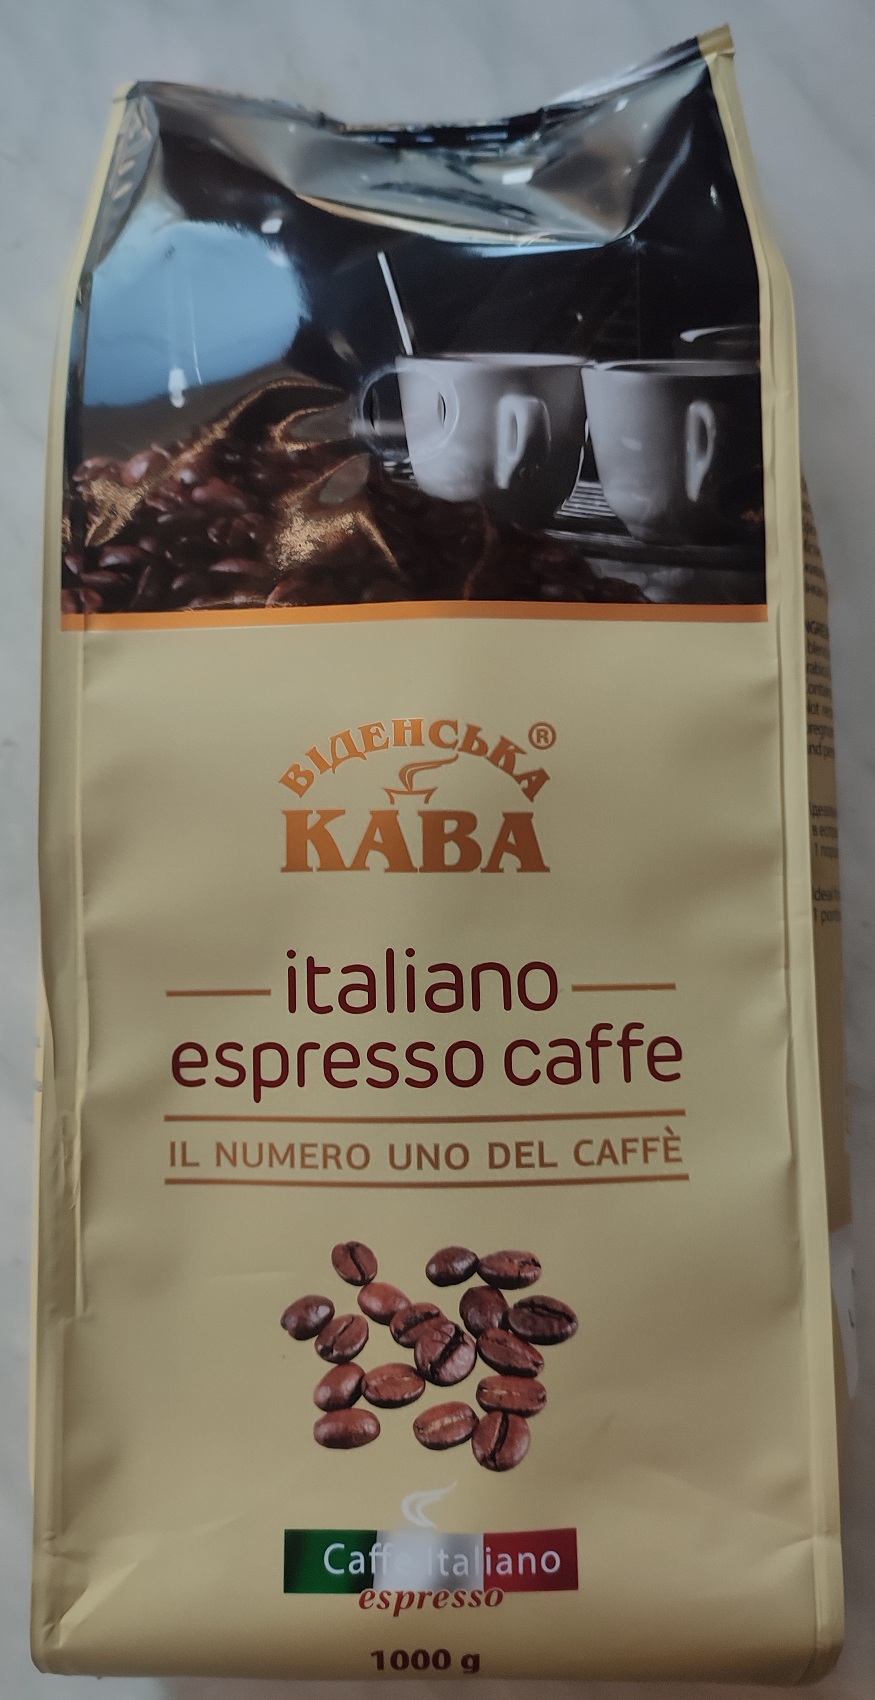 ВІДЕНСЬКА®
КАВА
italiano
espresso caffe
IL NUMERO UNO DEL CAFFÈ
Caffe Italiano
espresso
1000 g